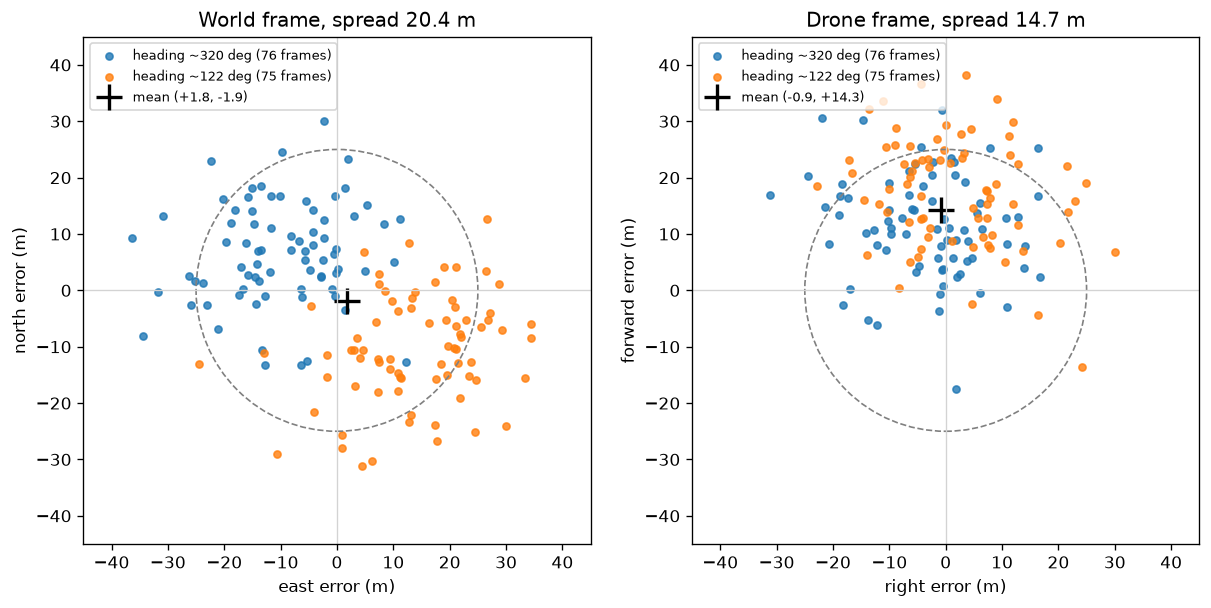 World frame, spread 20.4 m
heading ~320 deg (76 frames)
heading ~122 deg (75 frames)
mean (+1.8, -1.9)
40
30
20
10
0
−10
−20
−30
−40
north error (m)
−40 −30 −20 −10 0 10 20 30 40
east error (m)
Drone frame, spread 14.7 m
heading ~320 deg (76 frames)
heading ~122 deg (75 frames)
mean (-0.9, +14.3)
40
30
20
10
0
−10
−20
−30
−40
forward error (m)
−40 −20 0 20 40
right error (m)